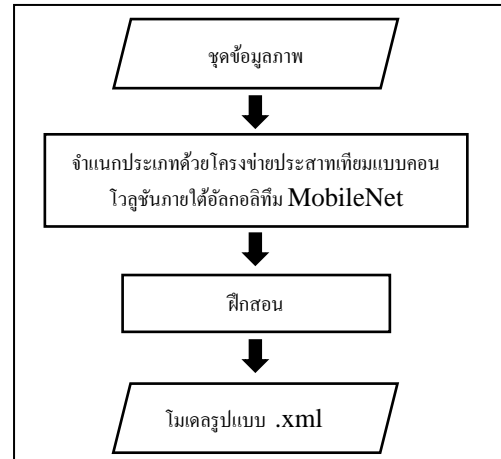 ชุดข้อมูลภาพ
จำแนกประเภทด้วยโครงข่ายประสาทเทียมแบบคอน
โวลูชันภายใต้อัลกอลิทึม MobileNet
ฝึกสอน
โมเดลรูปแบบ .xml